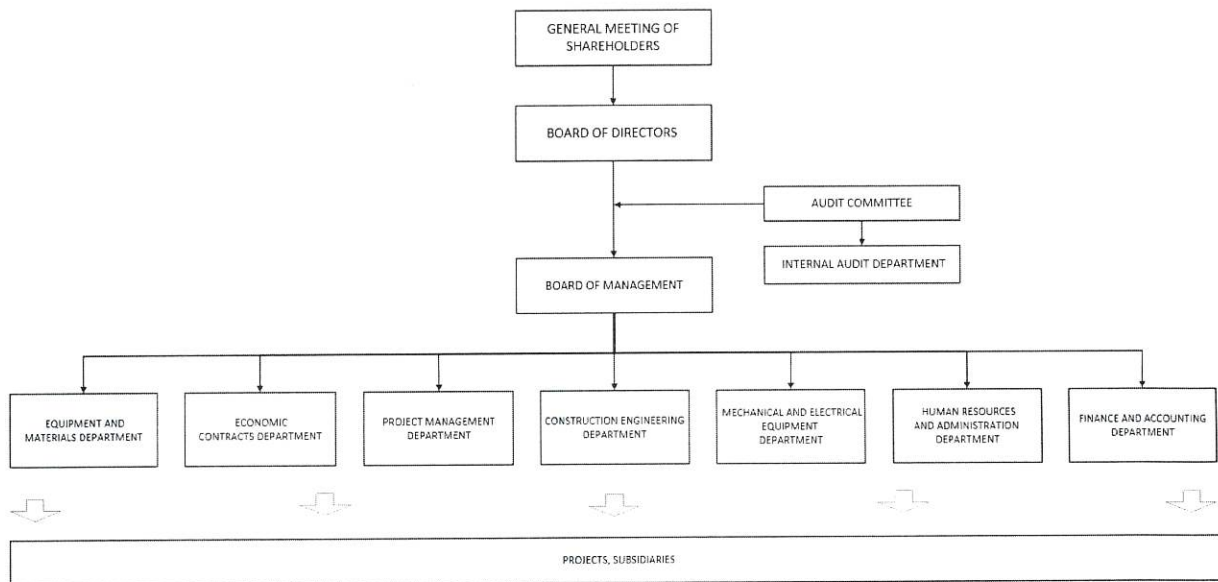 GENERAL MEETING OF
SHAREHOLDERS
BOARD OF DIRECTORS
AUDIT COMMITTEE
INTERNAL AUDIT DEPARTMENT
BOARD OF MANAGEMENT
EQUIPMENT AND
MATERIALS DEPARTMENT
ECONOMIC
CONTRACTS DEPARTMENT
PROJECT MANAGEMENT
DEPARTMENT
CONSTRUCTION ENGINEERING
DEPARTMENT
MECHANICAL AND ELECTRICAL
EQUIPMENT
DEPARTMENT
HUMAN RESOURCES
AND ADMINISTRATION
DEPARTMENT
FINANCE AND ACCOUNTING
DEPARTMENT
PROJECTS, SUBSIDIARIES